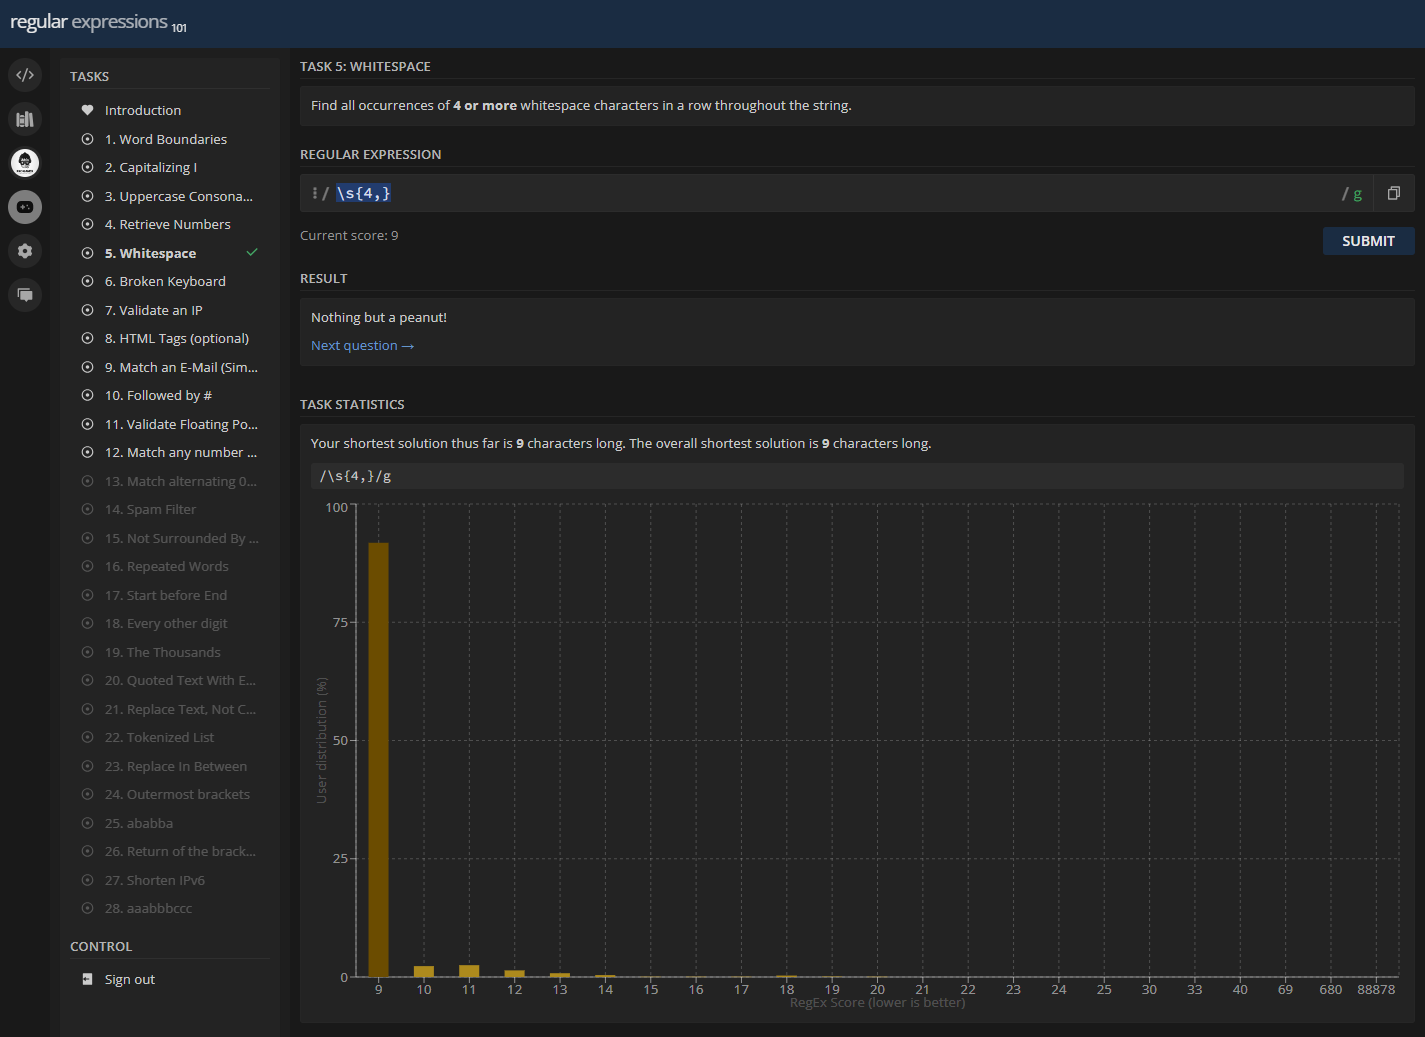 regular expressions 101
TASKS
Introduction
1. Word Boundaries
2. Capitalizing I
3. Uppercase Consona...
4. Retrieve Numbers
5. Whitespace
6. Broken Keyboard
7. Validate an IP
8. HTML Tags (optional)
9. Match an E-Mail (Sim...
10. Followed by #
11. Validate Floating Po...
12. Match any number ...
13. Match alternating 0...
14. Spam Filter
15. Not Surrounded By ...
16. Repeated Words
17. Start before End
18. Every other digit
19. The Thousands
20. Quoted Text With E...
21. Replace Text, Not C...
22. Tokenized List
23. Replace In Between
24. Outermost brackets
25. ababba
26. Return of the brack...
27. Shorten IPv6
28. aaabbbccc
CONTROL
Sign out
TASK 5: WHITESPACE
Find all occurrences of 4 or more whitespace characters in a row throughout the string.
REGULAR EXPRESSION
/ \s{4,} / g
Current score: 9
SUBMIT
RESULT
Nothing but a peanut!
Next question →
TASK STATISTICS
Your shortest solution thus far is 9 characters long. The overall shortest solution is 9 characters long.
/\s{4,}/g
100
75
50
25
0
User distribution (%)
9 10 11 12 13 14 15 16 17 18 19 20 21 22 23 24 25 30 33 40 69 680 88878
RegEx Score (lower is better)